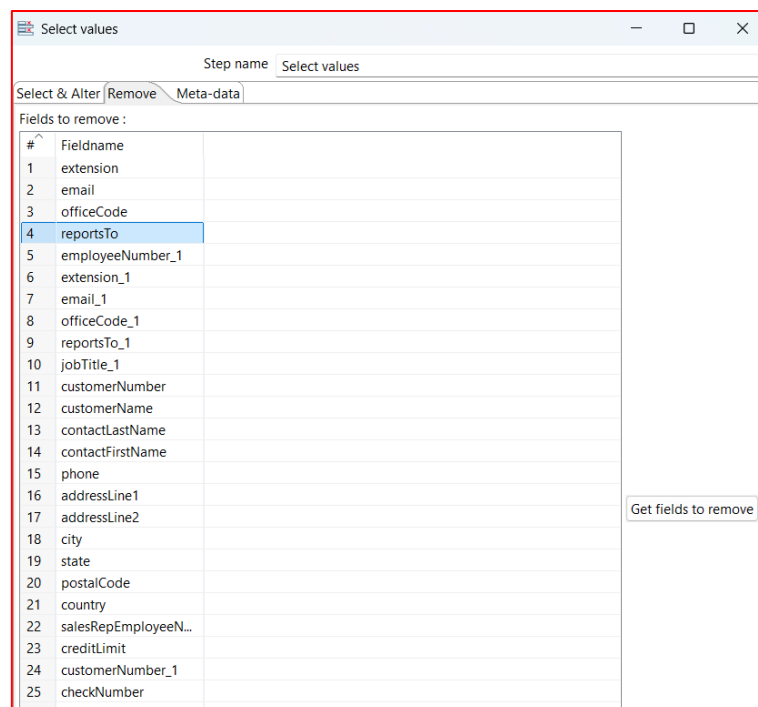 Select values
Step name Select values
Select & Alter Remove Meta-data
Fields to remove :
# Fieldname
1 extension
2 email
3 officeCode
4 reportsTo
5 employeeNumber_1
6 extension_1
7 email_1
8 officeCode_1
9 reportsTo_1
10 jobTitle_1
11 customerNumber
12 customerName
13 contactLastName
14 contactFirstName
15 phone
16 addressLine1
17 addressLine2
Get fields to remove
18 city
19 state
20 postalCode
21 country
22 salesRepEmployeeN...
23 creditLimit
24 customerNumber_1
25 checkNumber